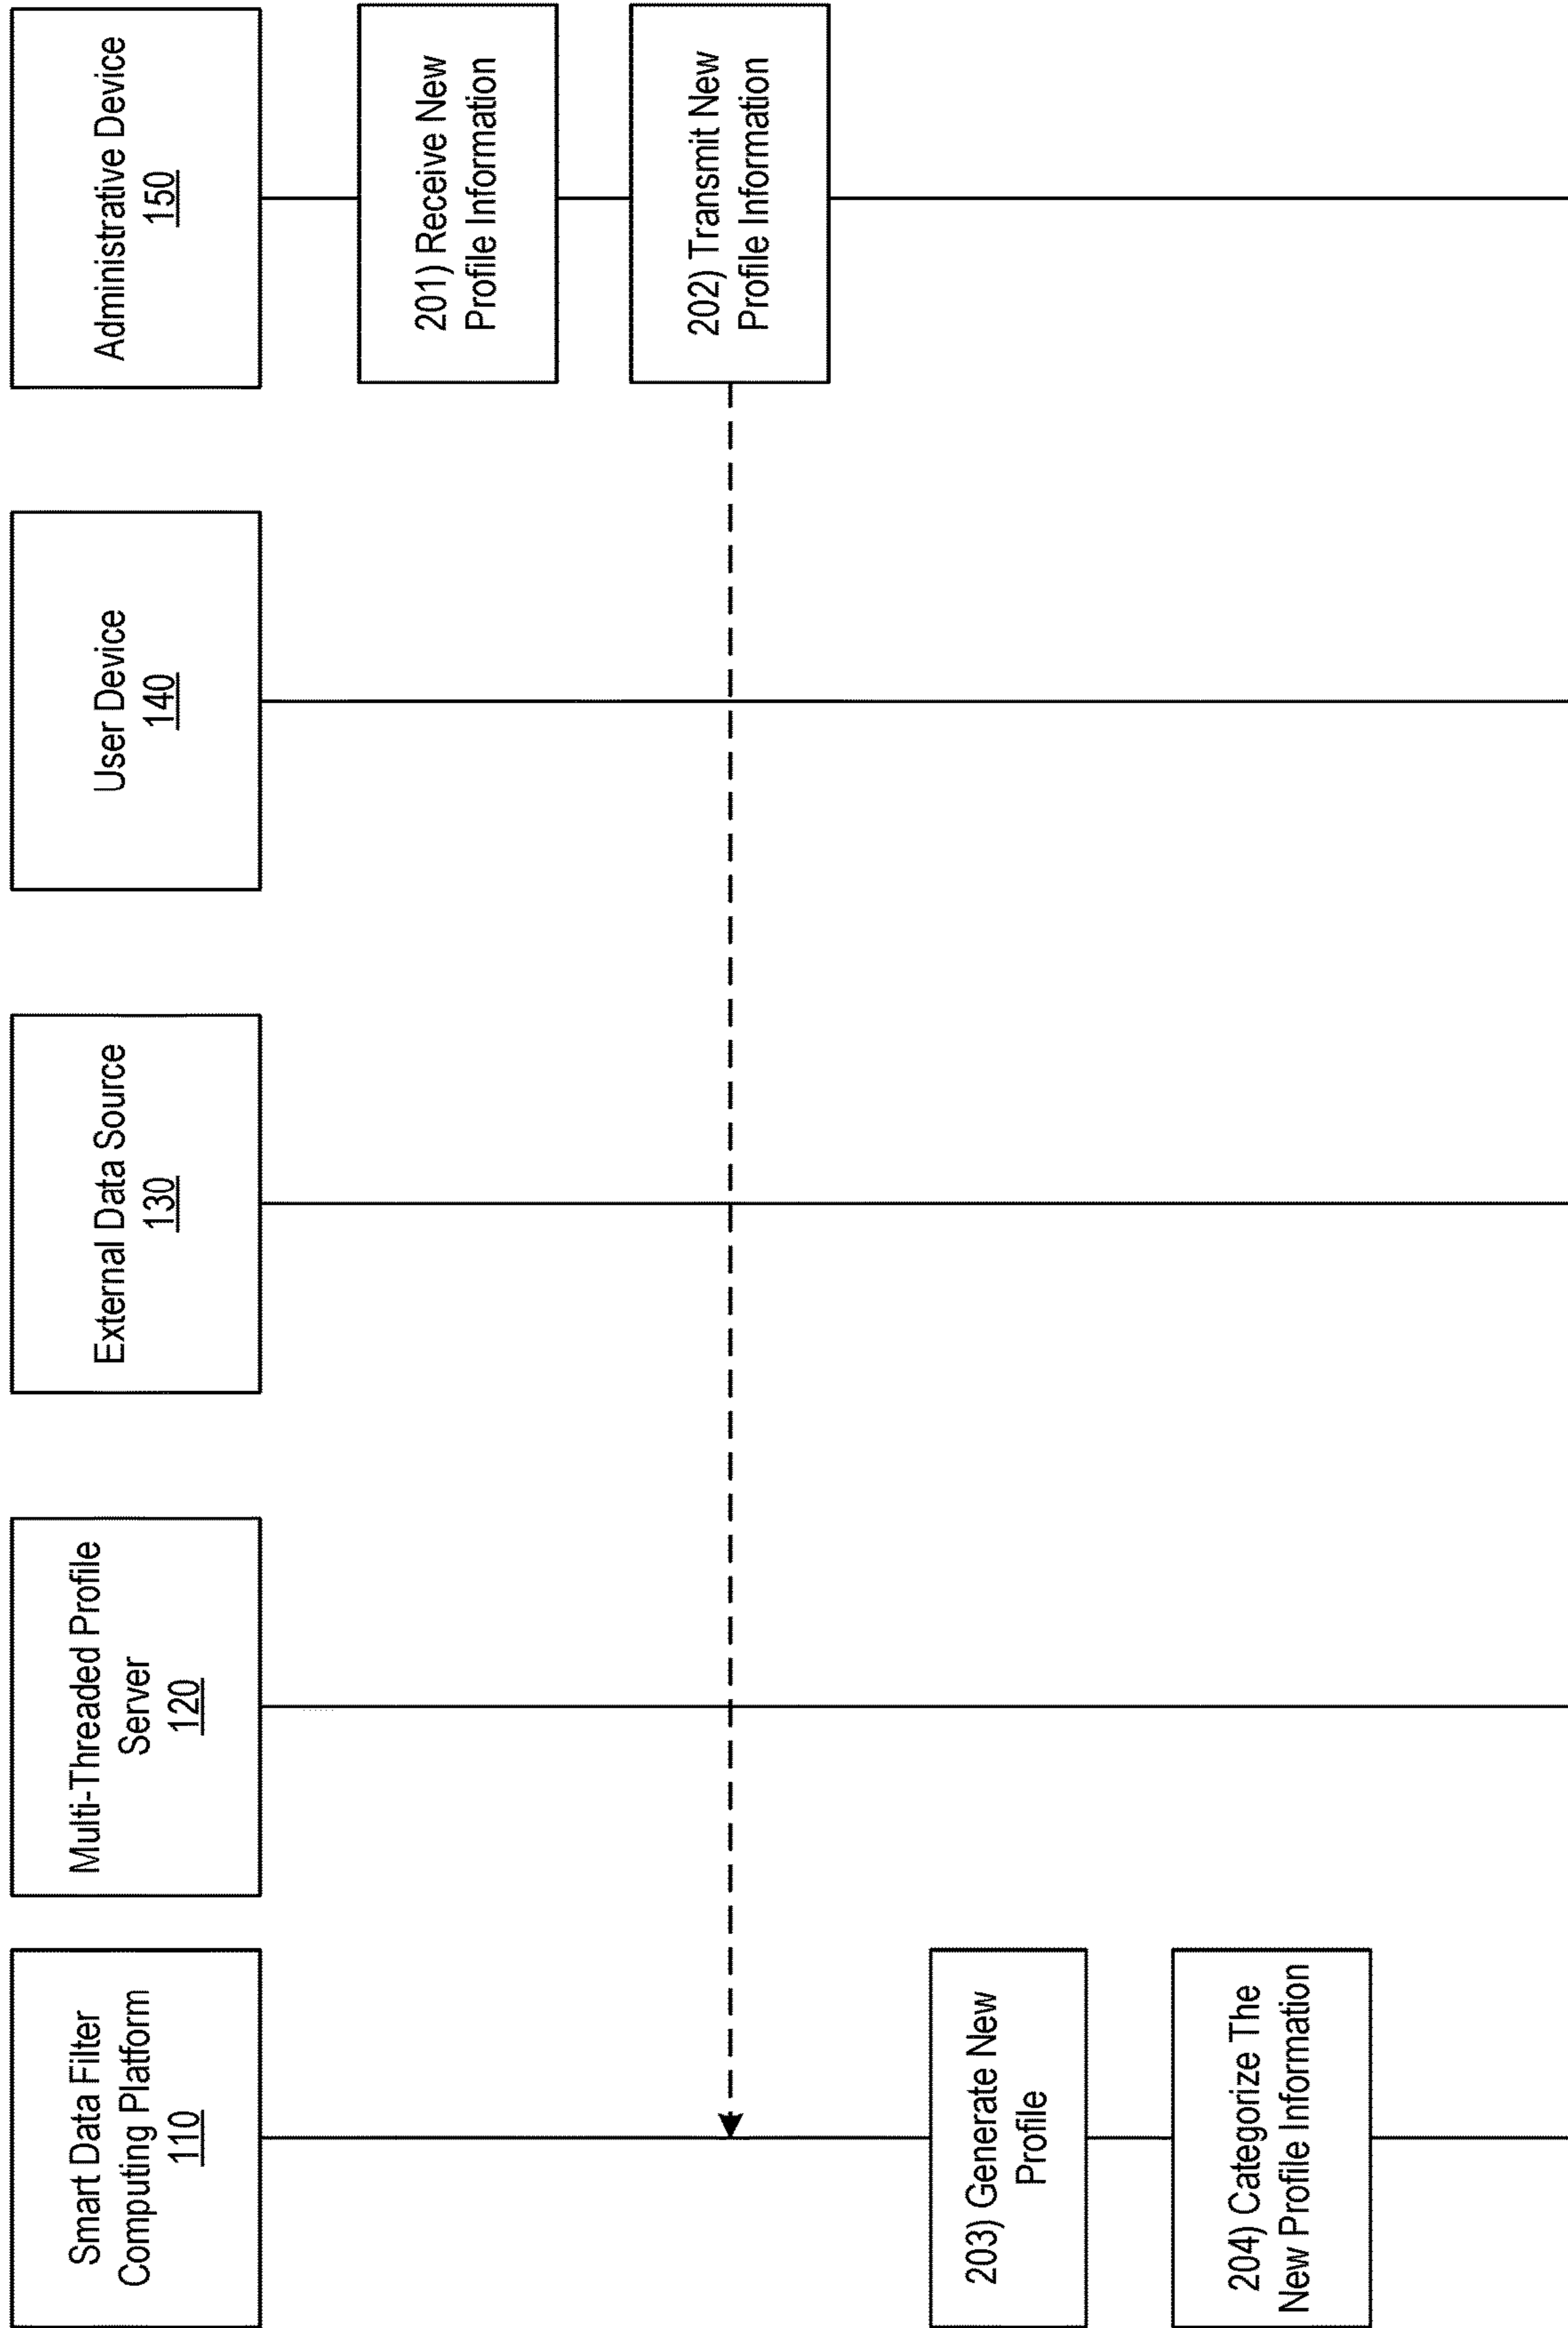 Smart Data Filter
Computing Platform
110
Multi-Threaded Profile
Server
120
External Data Source
130
User Device
140
Administrative Device
150
201) Receive New
Profile Information
202) Transmit New
Profile Information
203) Generate New
Profile
204) Categorize The
New Profile Information